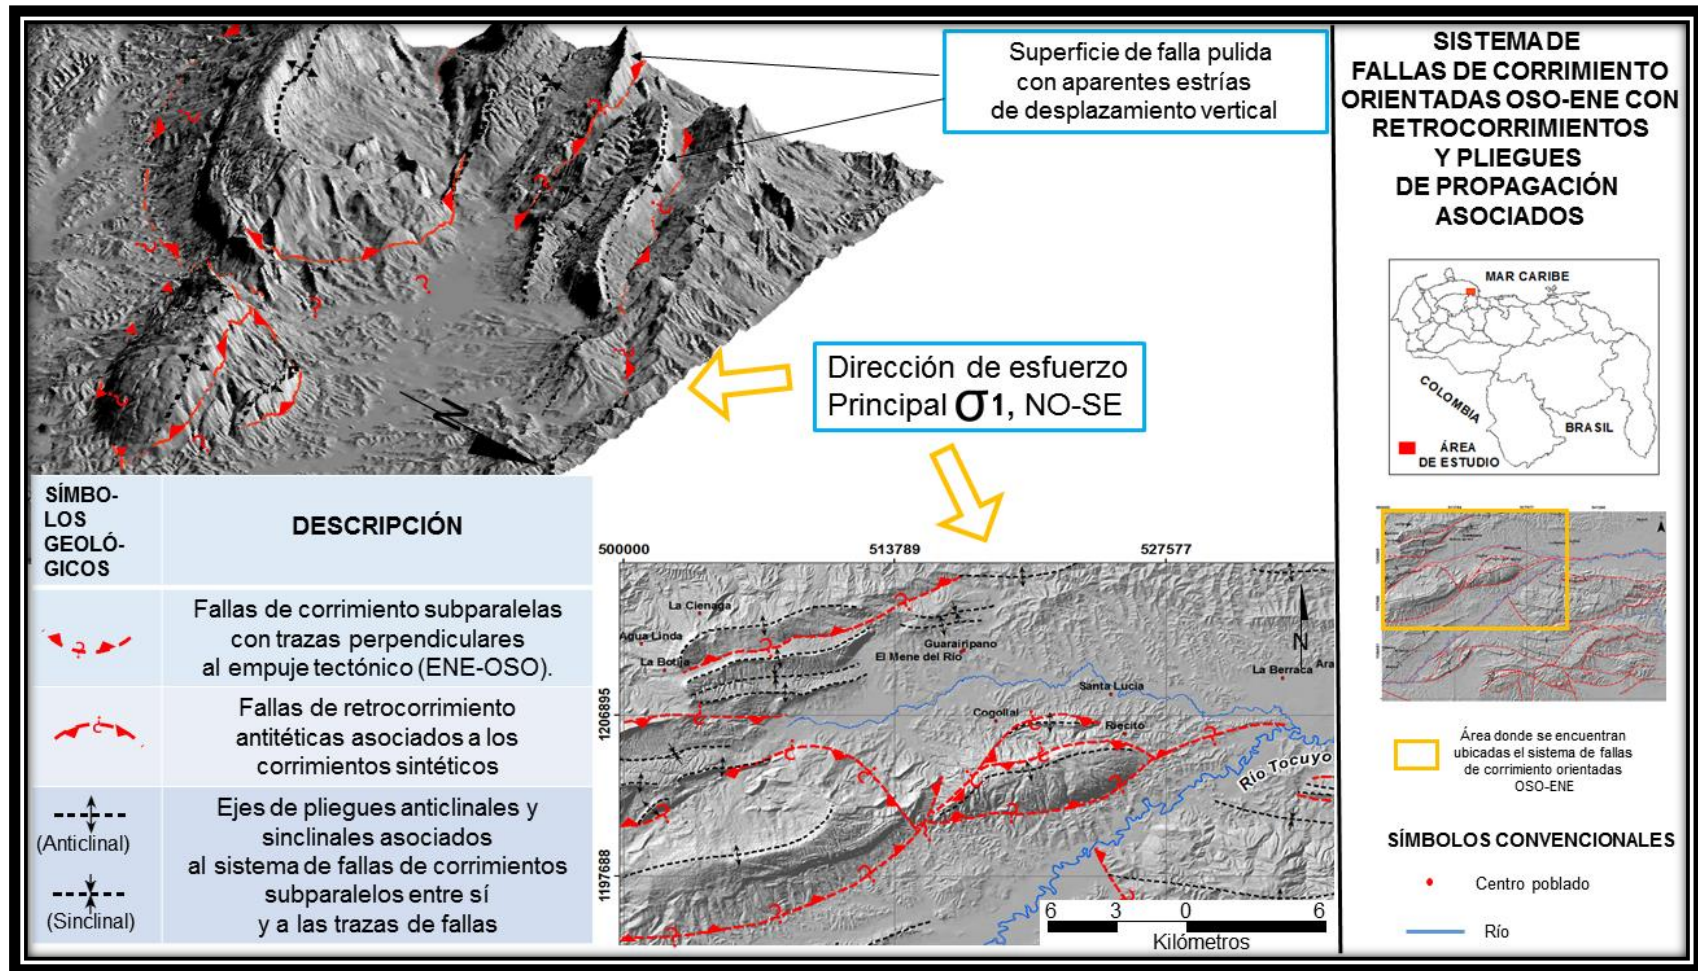 Superficie de falla pulida
con aparentes estrías
de desplazamiento vertical
Dirección de esfuerzo
Principal σ1, NO-SE
N
SÍMBO-
LOS
GEOLÓ-
GICOS
DESCRIPCIÓN
Fallas de corrimiento subparalelas
con trazas perpendiculares
al empuje tectónico (ENE-OSO).
Fallas de retrocorrimiento
antitéticas asociados a los
corrimientos sintéticos
(Anticlinal)
(Sinclinal)
Ejes de pliegues anticlinales y
sinclinales asociados
al sistema de fallas de corrimientos
subparalelos entre sí
y a las trazas de fallas
500000
513789
527577
1206895
1197688
La Cienaga
Agua Linda
La Botija
Guarairipano
El Mene del Rio
N
La Berraca
Ara
Santa Lucia
Cogollal
Riecito
Río Tocuyo
6 3 0 6
Kilómetros
SISTEMA DE
FALLAS DE CORRIMIENTO
ORIENTADAS OSO-ENE CON
RETROCORRIMIENTOS
Y PLIEGUES
DE PROPAGACIÓN
ASOCIADOS
MAR CARIBE
COLOMBIA
BRASIL
ÁREA
DE ESTUDIO
Área donde se encuentran
ubicadas el sistema de fallas
de corrimiento orientadas
OSO-ENE
SÍMBOLOS CONVENCIONALES
Centro poblado
Río